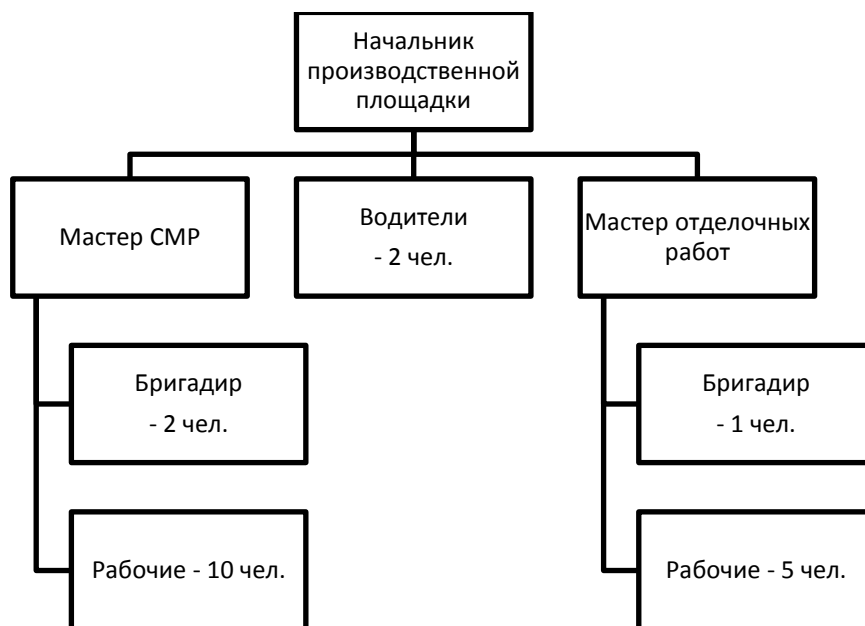 Начальник
производственной
площадки
Мастер СМР
Водители
- 2 чел.
Мастер отделочных
работ
Бригадир
- 2 чел.
Бригадир
- 1 чел.
Рабочие - 10 чел.
Рабочие - 5 чел.